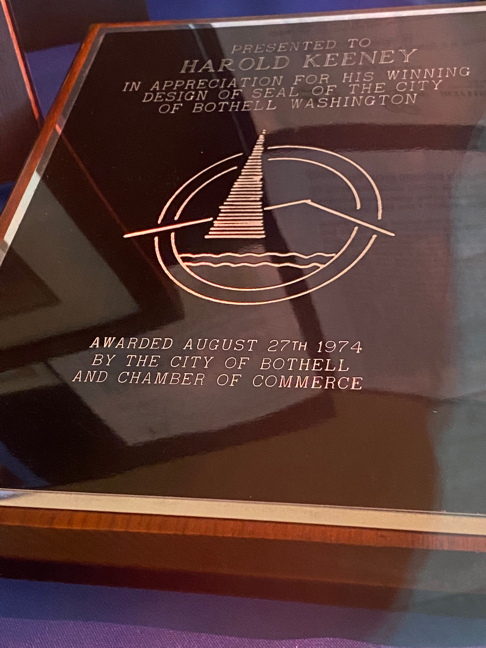 PRESENTED TO
HAROLD KEENEY
IN APPRECIATION FOR HIS WINNING
DESIGN OF SEAL OF THE CITY
OF BOTHELL WASHINGTON
AWARDED AUGUST 27TH 1974
BY THE CITY OF BOTHELL
AND CHAMBER OF COMMERCE